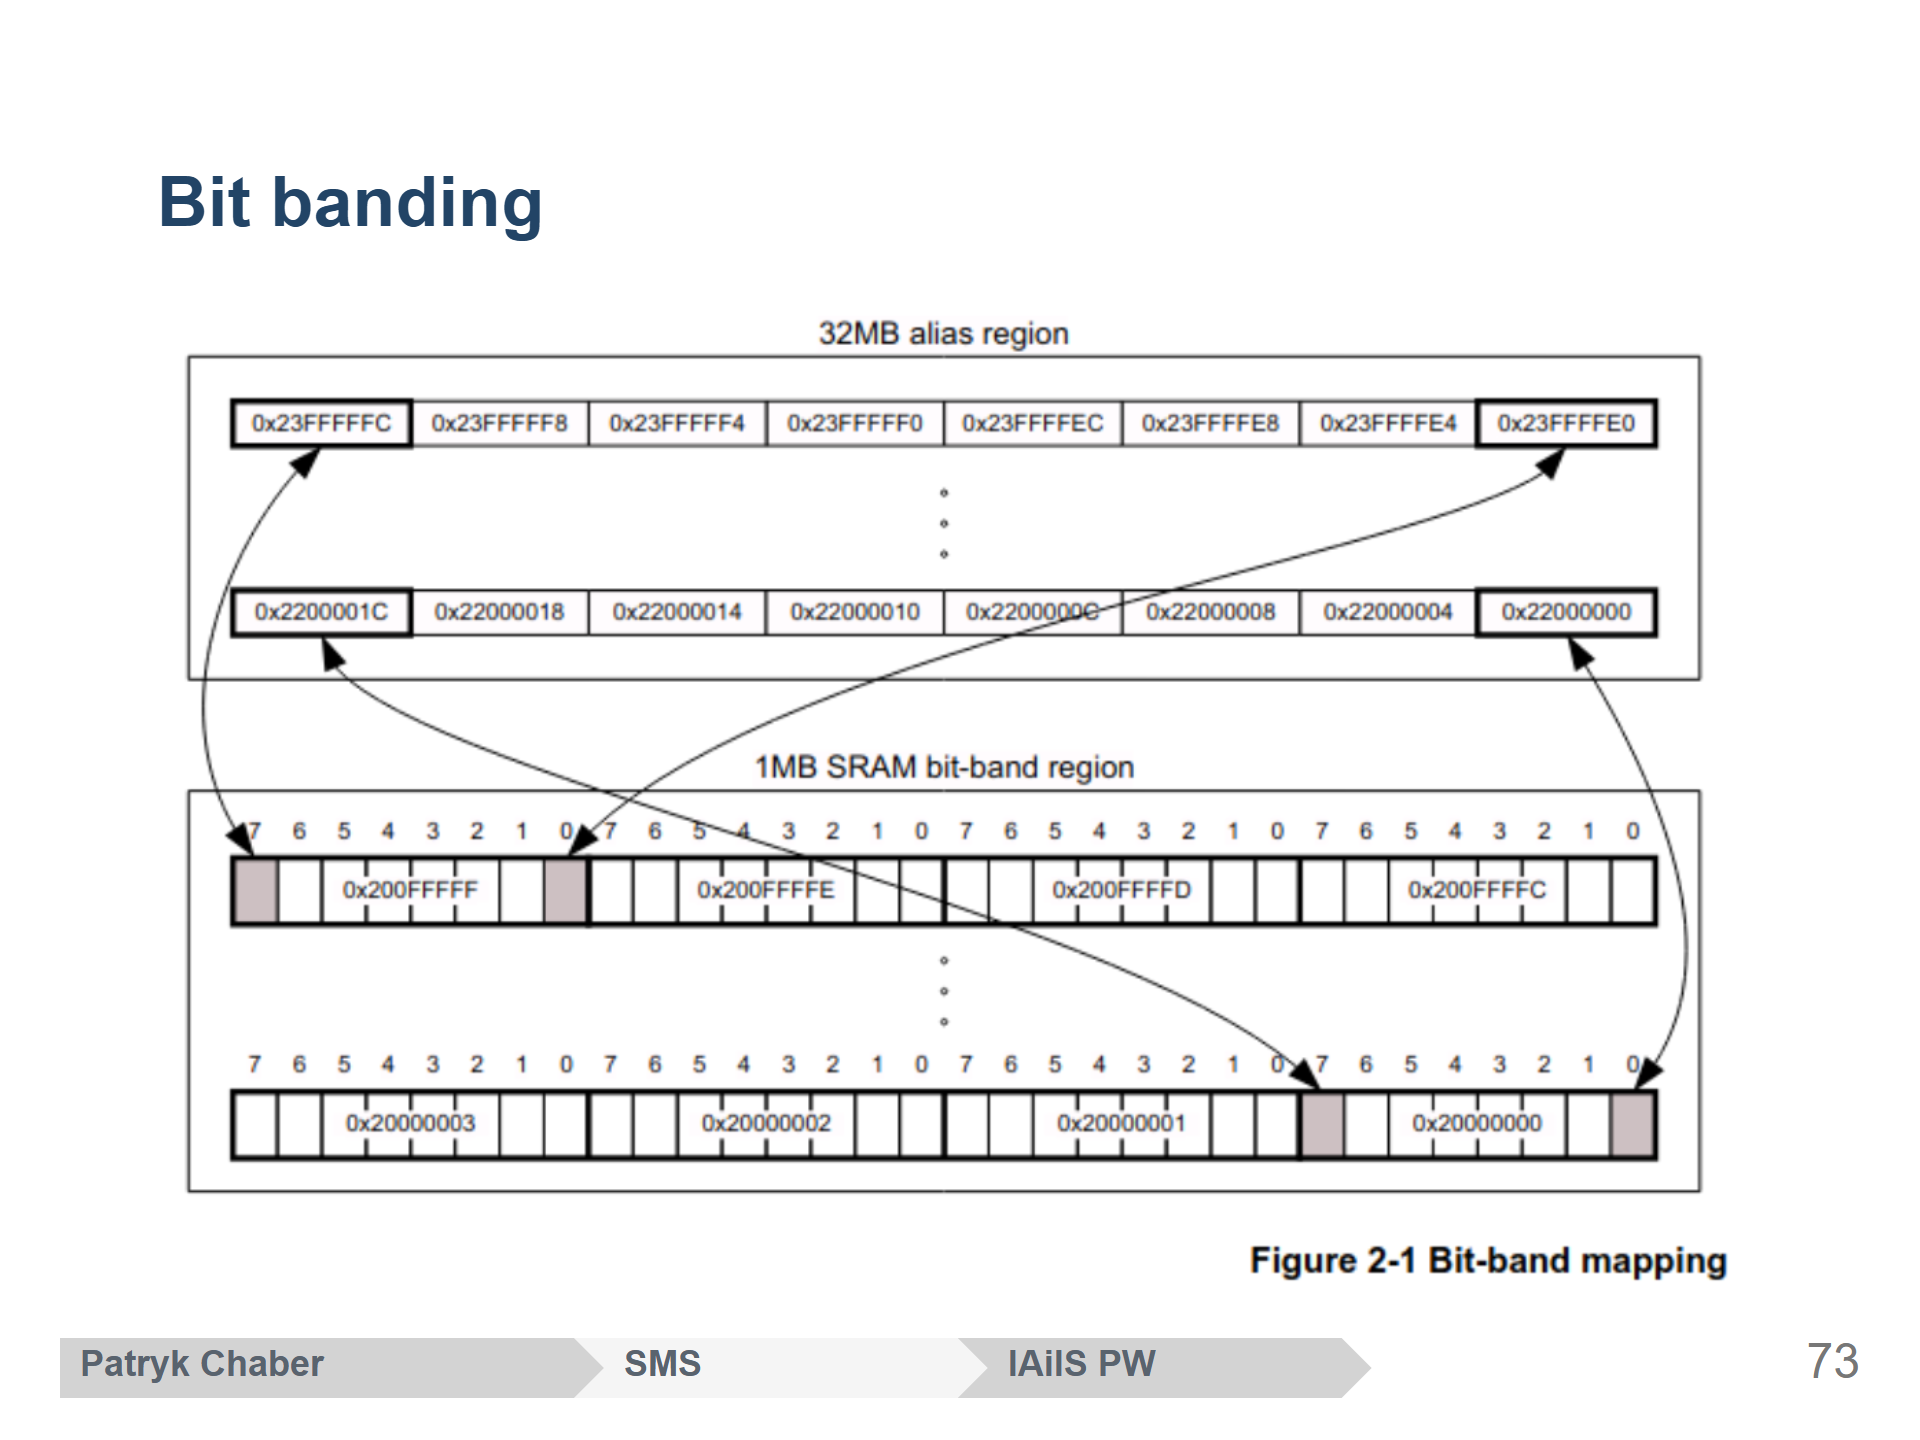 Bit banding
32MB alias region
0x23FFFFFC 0x23FFFFF8 0x23FFFFF4 0x23FFFFF0 0x23FFFFEC 0x23FFFFE8 0x23FFFFE4 0x23FFFFE0
0x2200001C 0x22000018 0x22000014 0x22000010 0x2200000C 0x22000008 0x22000004 0x22000000
1MB SRAM bit-band region
7 6 5 4 3 2 1 0 7 6 5 4 3 2 1 0 7 6 5 4 3 2 1 0 7 6 5 4 3 2 1 0
0x200FFFFF 0x200FFFFE 0x200FFFFD 0x200FFFFC
7 6 5 4 3 2 1 0 7 6 5 4 3 2 1 0 7 6 5 4 3 2 1 0 7 6 5 4 3 2 1 0
0x20000003 0x20000002 0x20000001 0x20000000
Figure 2-1 Bit-band mapping
Patryk Chaber SMS IAiIS PW 73